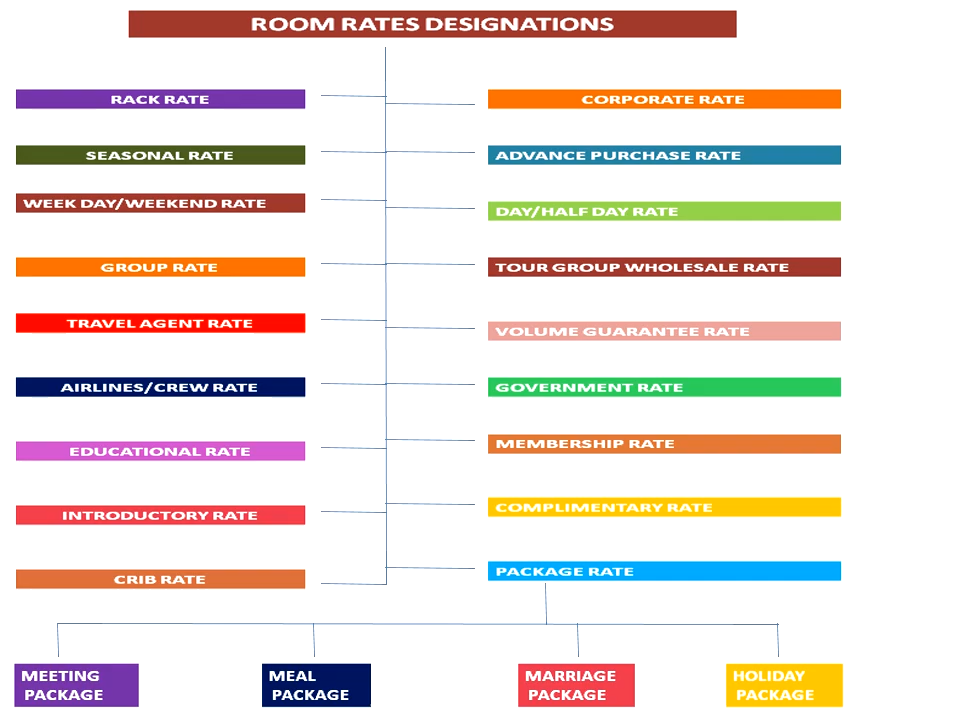 ROOM RATES DESIGNATIONS
RACK RATE
CORPORATE RATE
SEASONAL RATE
ADVANCE PURCHASE RATE
WEEK DAY/WEEKEND RATE
DAY/HALF DAY RATE
GROUP RATE
TOUR GROUP WHOLESALE RATE
TRAVEL AGENT RATE
VOLUME GUARANTEE RATE
AIRLINES/CREW RATE
GOVERNMENT RATE
EDUCATIONAL RATE
MEMBERSHIP RATE
INTRODUCTORY RATE
COMPLIMENTARY RATE
CRIB RATE
PACKAGE RATE
MEETING
PACKAGE
MEAL
PACKAGE
MARRIAGE
PACKAGE
HOLIDAY
PACKAGE